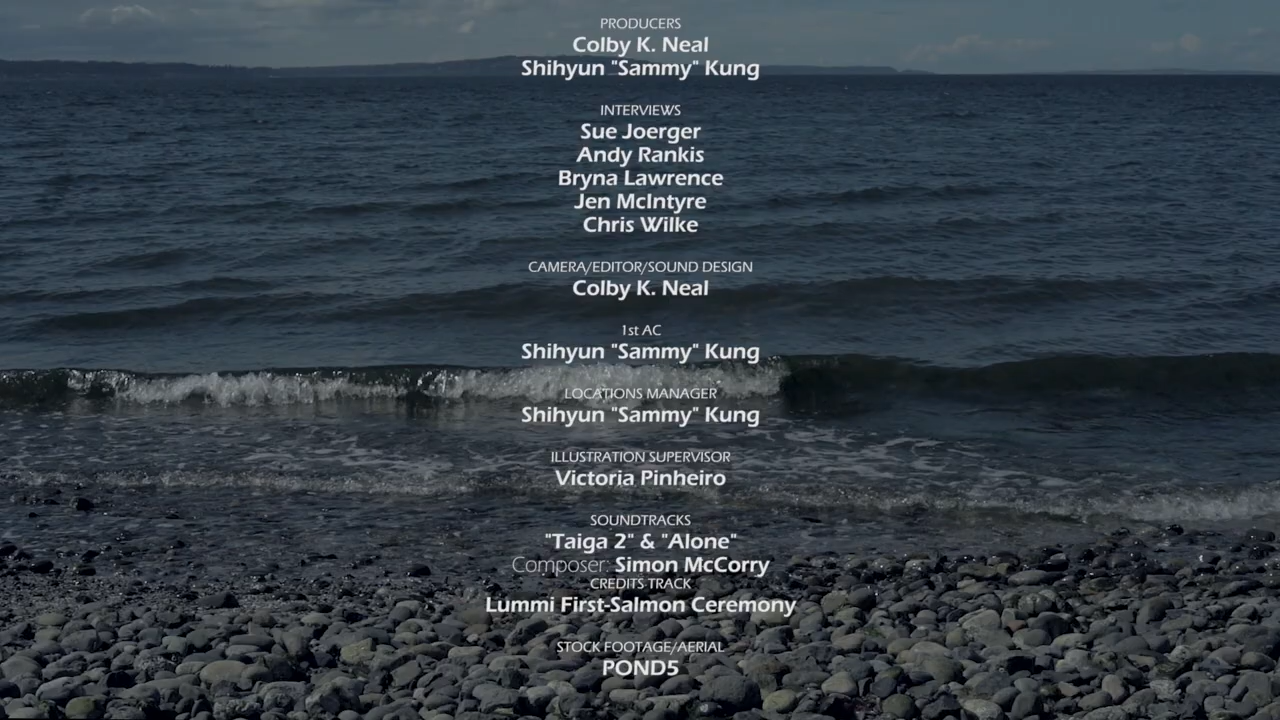 PRODUCERS
Colby K. Neal
Shihyun "Sammy" Kung
INTERVIEWS
Sue Joerger
Andy Rankis
Bryna Lawrence
Jen McIntyre
Chris Wilke
CAMERA/EDITOR/SOUND DESIGN
Colby K. Neal
1st AC
Shihyun "Sammy" Kung
LOCATIONS MANAGER
Shihyun "Sammy" Kung
ILLUSTRATION SUPERVISOR
Victoria Pinheiro
SOUNDTRACKS
"Taiga 2" & "Alone"
Composer: Simon McCorry
CREDITS TRACK
Lummi First-Salmon Ceremony
STOCK FOOTAGE/AERIAL
POND5